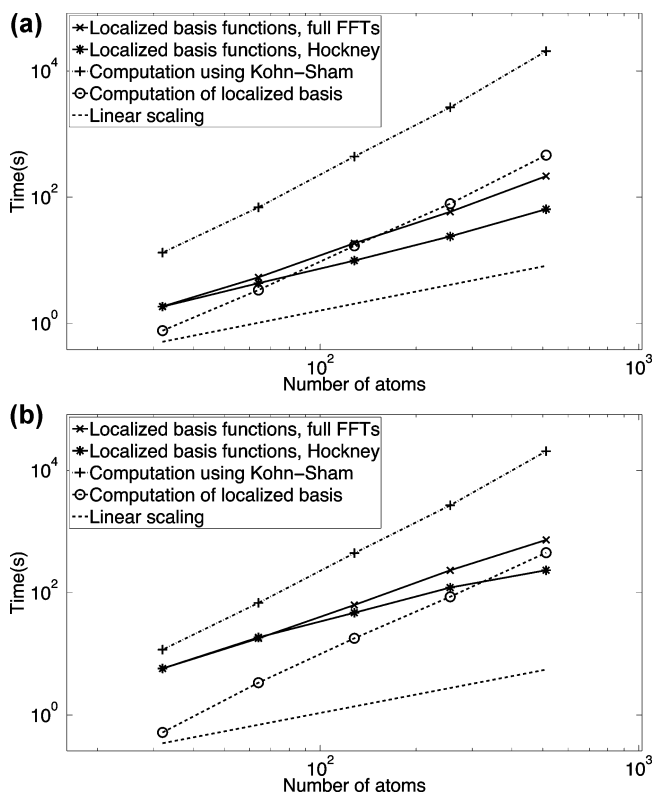 (a)
Localized basis functions, full FFTs
Localized basis functions, Hockney
Computation using Kohn−Sham
Computation of localized basis
Linear scaling
Time(s)
10^4
10^2
10^0
10^2
10^3
Number of atoms
(b)
Localized basis functions, full FFTs
Localized basis functions, Hockney
Computation using Kohn−Sham
Computation of localized basis
Linear scaling
Time(s)
10^4
10^2
10^0
10^2
10^3
Number of atoms